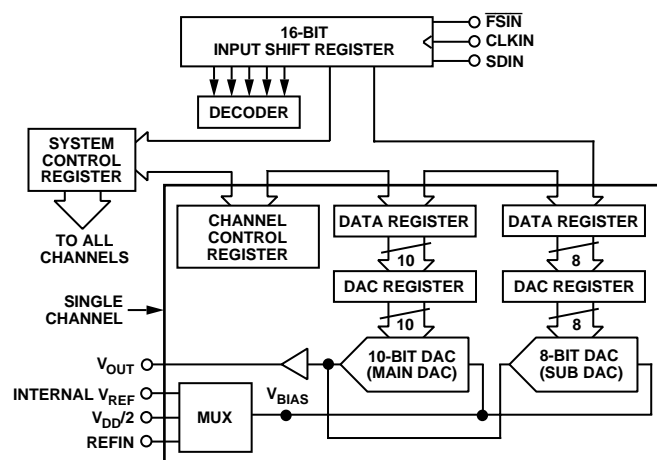 16-BIT
INPUT SHIFT REGISTER
FSIN
CLKIN
SDIN
DECODER
SYSTEM
CONTROL
REGISTER
TO ALL
CHANNELS
CHANNEL
CONTROL
REGISTER
DATA REGISTER
DATA REGISTER
10
8
DAC REGISTER
DAC REGISTER
10
8
SINGLE
CHANNEL
10-BIT DAC
(MAIN DAC)
8-BIT DAC
(SUB DAC)
VOUT
INTERNAL VREF
VDD/2
REFIN
MUX
VBIAS